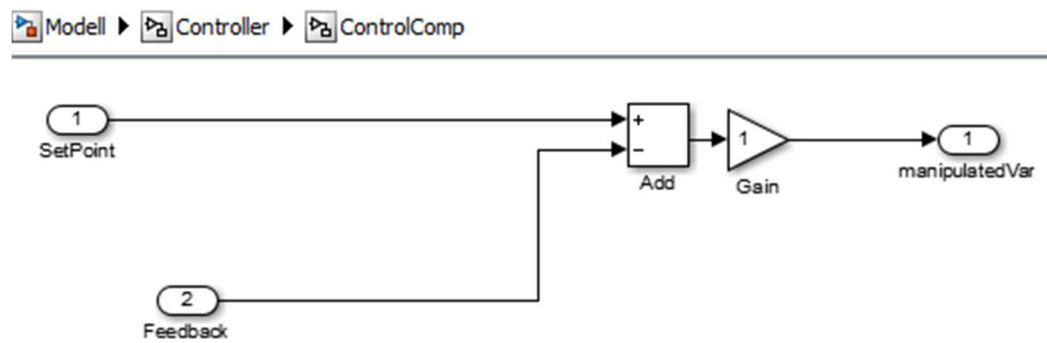 Modell Controller ControlComp
1
SetPoint
+
−
Add
1
Gain
1
manipulatedVar
2
Feedback